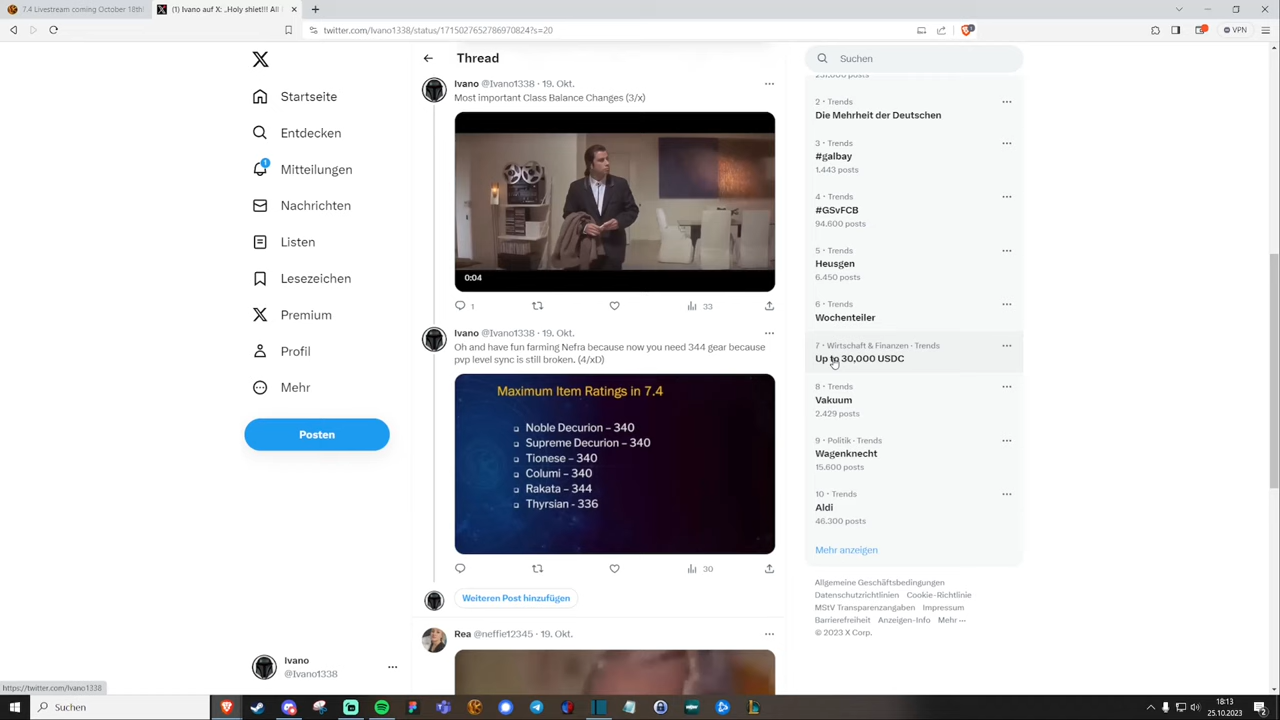 7.4 Livestream coming October 18th!
(1) Ivano auf X: „Holy shiet!!! All
twitter.com/Ivano1338/status/1715027652786970824?s=20
VPN
Startseite
Entdecken
1
Mitteilungen
Nachrichten
Listen
Lesezeichen
Premium
Profil
Mehr
Posten
Ivano
@Ivano1338
https://twitter.com/Ivano1338
Thread
Ivano @Ivano1338 · 19. Okt.
Most important Class Balance Changes (3/x)
0:04
1
33
Ivano @Ivano1338 · 19. Okt.
Oh and have fun farming Nefra because now you need 344 gear because
pvp level sync is still broken. (4/xD)
Maximum Item Ratings in 7.4
Noble Decurion – 340
Supreme Decurion – 340
Tionese – 340
Columi – 340
Rakata – 344
Thyrsian - 336
30
Weiteren Post hinzufügen
Rea @neffie12345 · 19. Okt.
Suchen
2 · Trends
Die Mehrheit der Deutschen
3 · Trends
#galbay
1.443 posts
4 · Trends
#GSvFCB
94.600 posts
5 · Trends
Heusgen
6.450 posts
6 · Trends
Wochenteiler
7 · Wirtschaft & Finanzen · Trends
Up to 30,000 USDC
8 · Trends
Vakuum
2.429 posts
9 · Politik · Trends
Wagenknecht
15.600 posts
10 · Trends
Aldi
46.300 posts
Mehr anzeigen
Allgemeine Geschäftsbedingungen
Datenschutzrichtlinien Cookie-Richtlinie
MStV Transparenzangaben Impressum
Barrierefreiheit Anzeigen-Info Mehr ···
© 2023 X Corp.
Suchen
18:13
25.10.2023